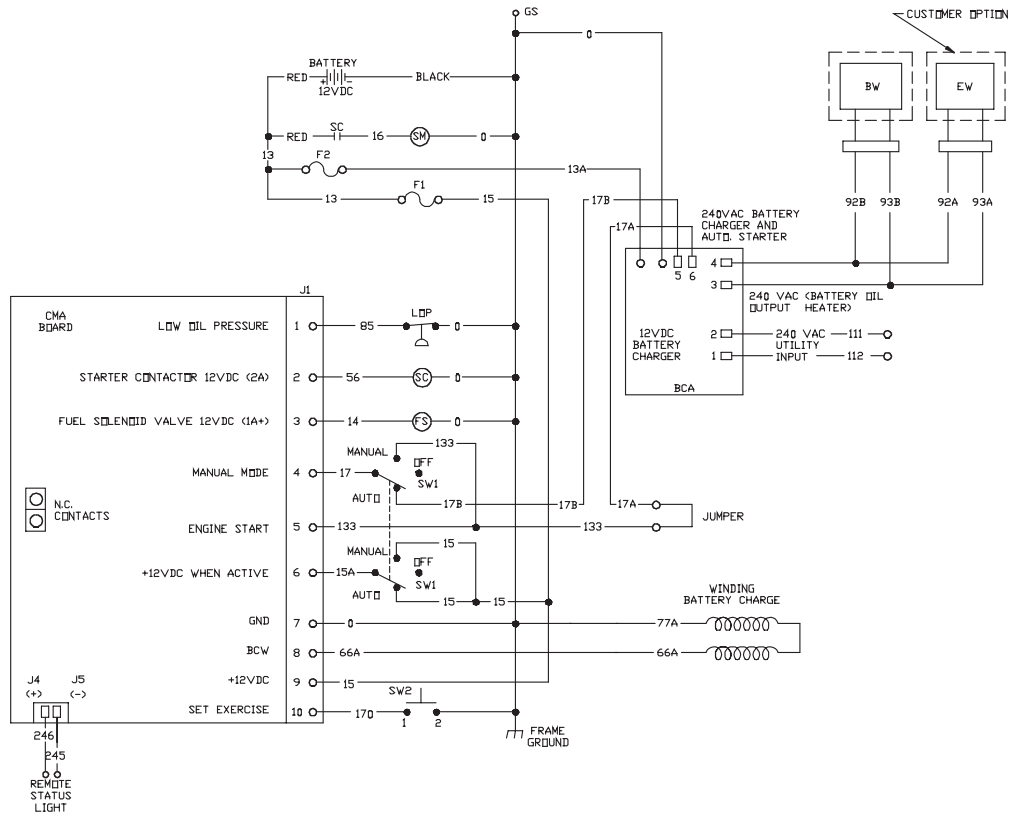 GS
CUSTOMER OPTION
0
BATTERY
RED + - BLACK
12VDC
BW
EW
SC
RED 16 SM 0
13
F2
13A
F1
13 15
17B
92B 93B 92A 93A
17A
240VAC BATTERY
CHARGER AND
AUTO. STARTER
5 6
4
3
240 VAC (BATTERY OIL
OUTPUT HEATER)
12VDC
BATTERY
CHARGER
2 240 VAC 111
UTILITY
1 INPUT 112
BCA
J1
CMA
BOARD
LOW OIL PRESSURE 1 85 LOP 0
STARTER CONTACTOR 12VDC (2A) 2 56 SC 0
FUEL SOLENOID VALVE 12VDC (1A+) 3 14 FS 0
133
MANUAL
OFF
MANUAL MODE 4 17 SW1
AUTO 17B 17B 17A
N.C.
CONTACTS
JUMPER
ENGINE START 5 133 133
15
MANUAL
OFF
+12VDC WHEN ACTIVE 6 15A SW1
AUTO 15 15
WINDING
BATTERY CHARGE
GND 7 0 77A
BCW 8 66A 66A
+12VDC 9 15
SW2
SET EXERCISE 10 170
1 2
FRAME
GROUND
J4 J5
(+) (-)
246
245
REMOTE
STATUS
LIGHT